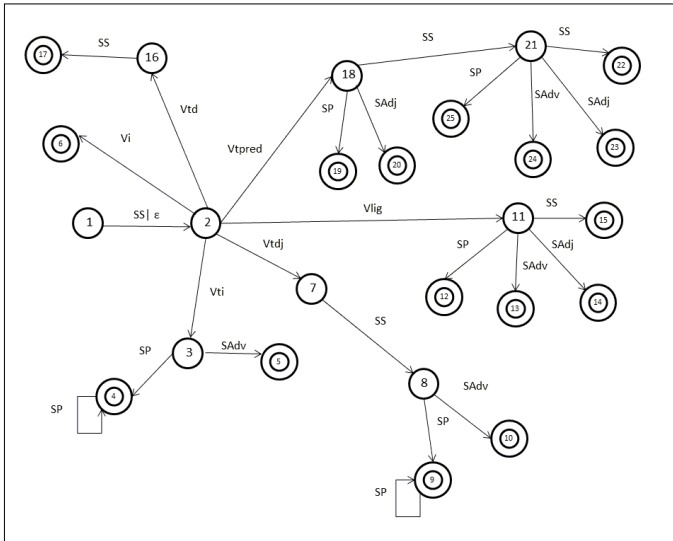 17
SS
16
SS
21
SS
22
18
SP
SAdv
SAdj
25
24
23
Vtd
6
Vi
Vtpred
SP
SAdj
19
20
1
SS| ε
2
Vlig
11
SS
15
SP
SAdv
SAdj
12
13
14
Vtdj
7
Vti
SS
3
SP
SAdv
5
8
SAdv
SP
4
SP
10
SP
9